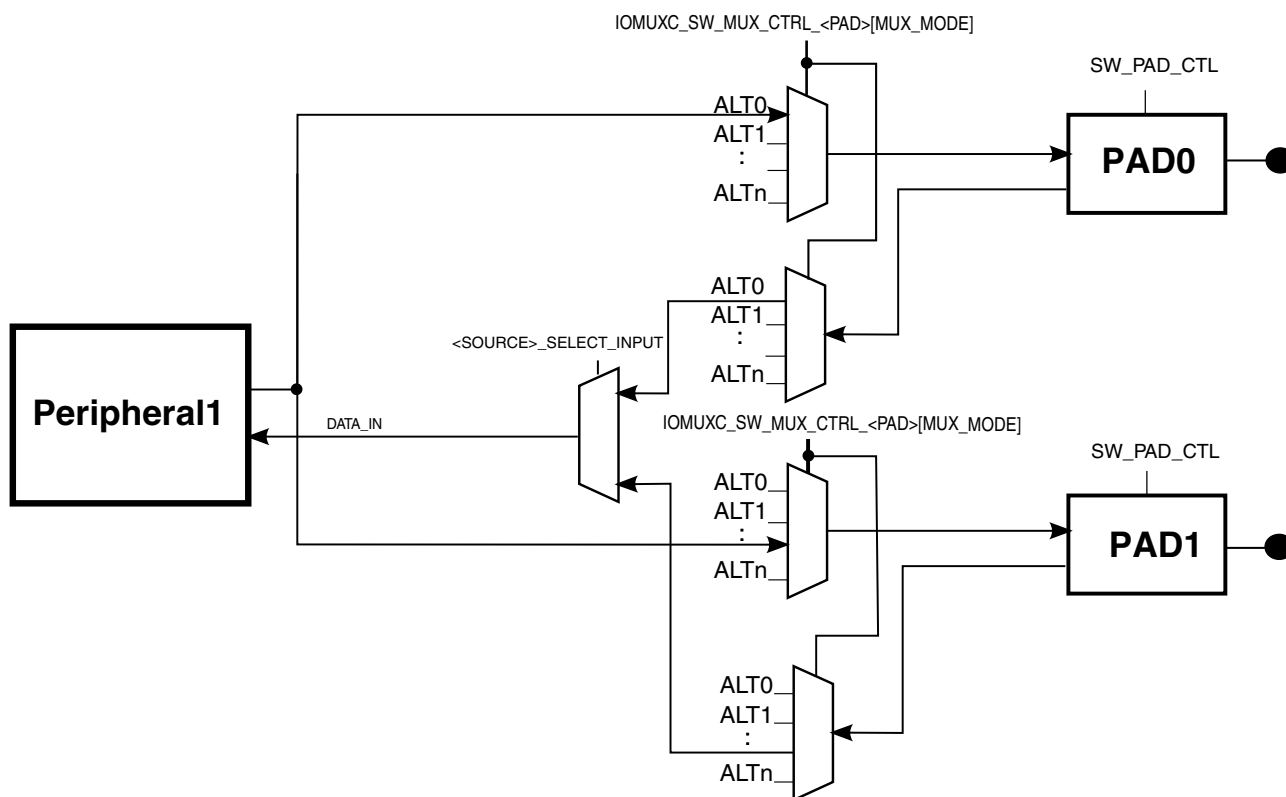 IOMUXC_SW_MUX_CTRL_<PAD>[MUX_MODE]
SW_PAD_CTL
ALT0
ALT1
:
ALTn
PAD0
ALT0
ALT1
:
ALTn
<SOURCE>_SELECT_INPUT
Peripheral1
DATA_IN
IOMUXC_SW_MUX_CTRL_<PAD>[MUX_MODE]
SW_PAD_CTL
ALT0
ALT1
:
ALTn
PAD1
ALT0
ALT1
:
ALTn